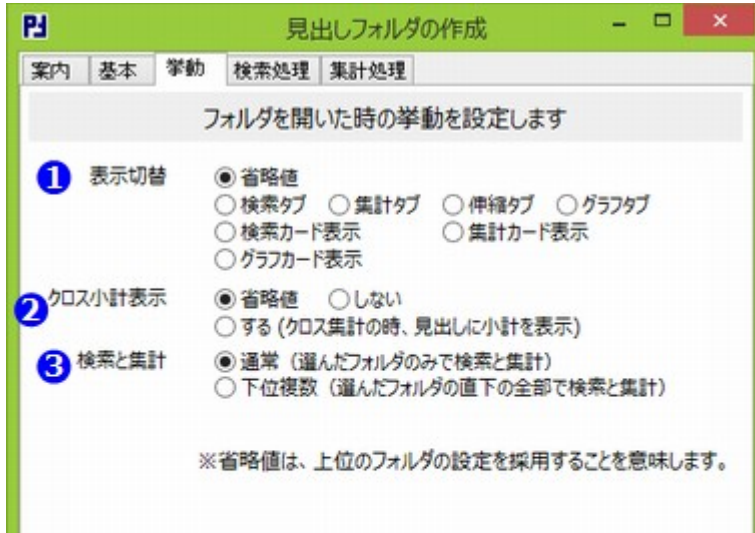 見出しフォルダの作成
案内 基本 挙動 検索処理 集計処理
フォルダを開いた時の挙動を設定します
1 表示切替 省略値
検索タブ 集計タブ 伸縮タブ グラフタブ
検索カード表示 集計カード表示
グラフカード表示
2 クロス小計表示 省略値 しない
する (クロス集計の時、見出しに小計を表示)
3 検索と集計 通常 (選んだフォルダのみで検索と集計)
下位複数 (選んだフォルダの直下の全部で検索と集計)
※省略値は、上位のフォルダの設定を採用することを意味します。